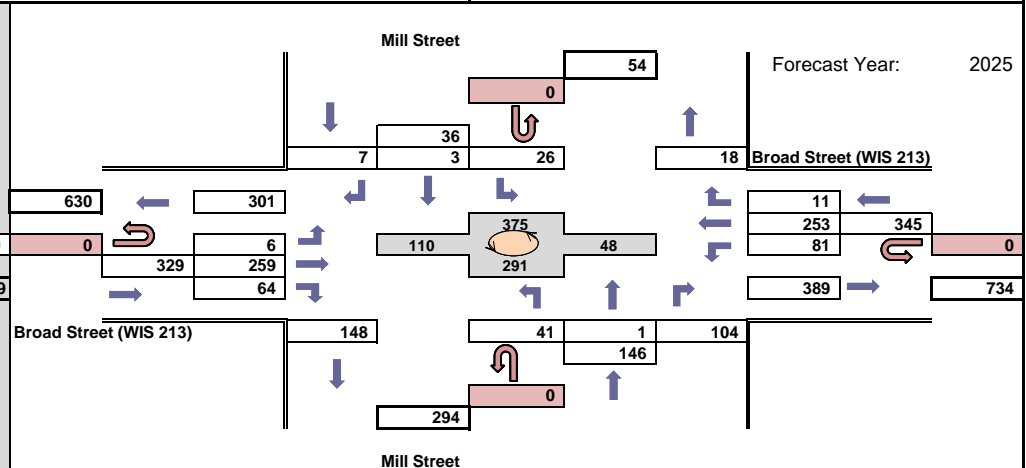 Mill Street
54
Forecast Year: 2025
0
36
7 3 26 18 Broad Street (WIS 213)
630 301 11
375 253 345
0 6 110 48 81 0
329 259 291
9 64 389 734
Broad Street (WIS 213) 148 41 1 104
146
0
294
Mill Street